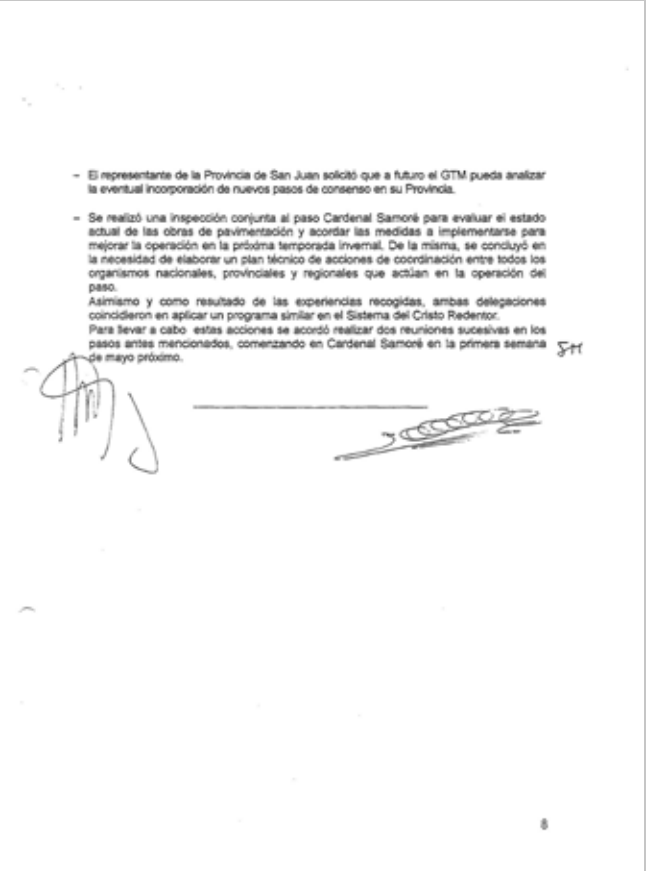 – El representante de la Provincia de San Juan solicitó que a futuro el GTM pueda analizar
la eventual incorporación de nuevos pasos de consenso en su Provincia.
– Se realizó una inspección conjunta al paso Cardenal Samoré para evaluar el estado
actual de las obras de pavimentación y acordar las medidas a implementarse para
mejorar la operación en la próxima temporada invernal. De la misma, se concluyó en
la necesidad de elaborar un plan técnico de acciones de coordinación entre todos los
organismos nacionales, provinciales y regionales que actúan en la operación del
paso.
Asimismo y como resultado de las experiencias recogidas, ambas delegaciones
coincidieron en aplicar un programa similar en el Sistema del Cristo Redentor.
Para llevar a cabo estas acciones se acordó realizar dos reuniones sucesivas en los
pasos antes mencionados, comenzando en Cardenal Samoré en la primera semana
de mayo próximo.
8